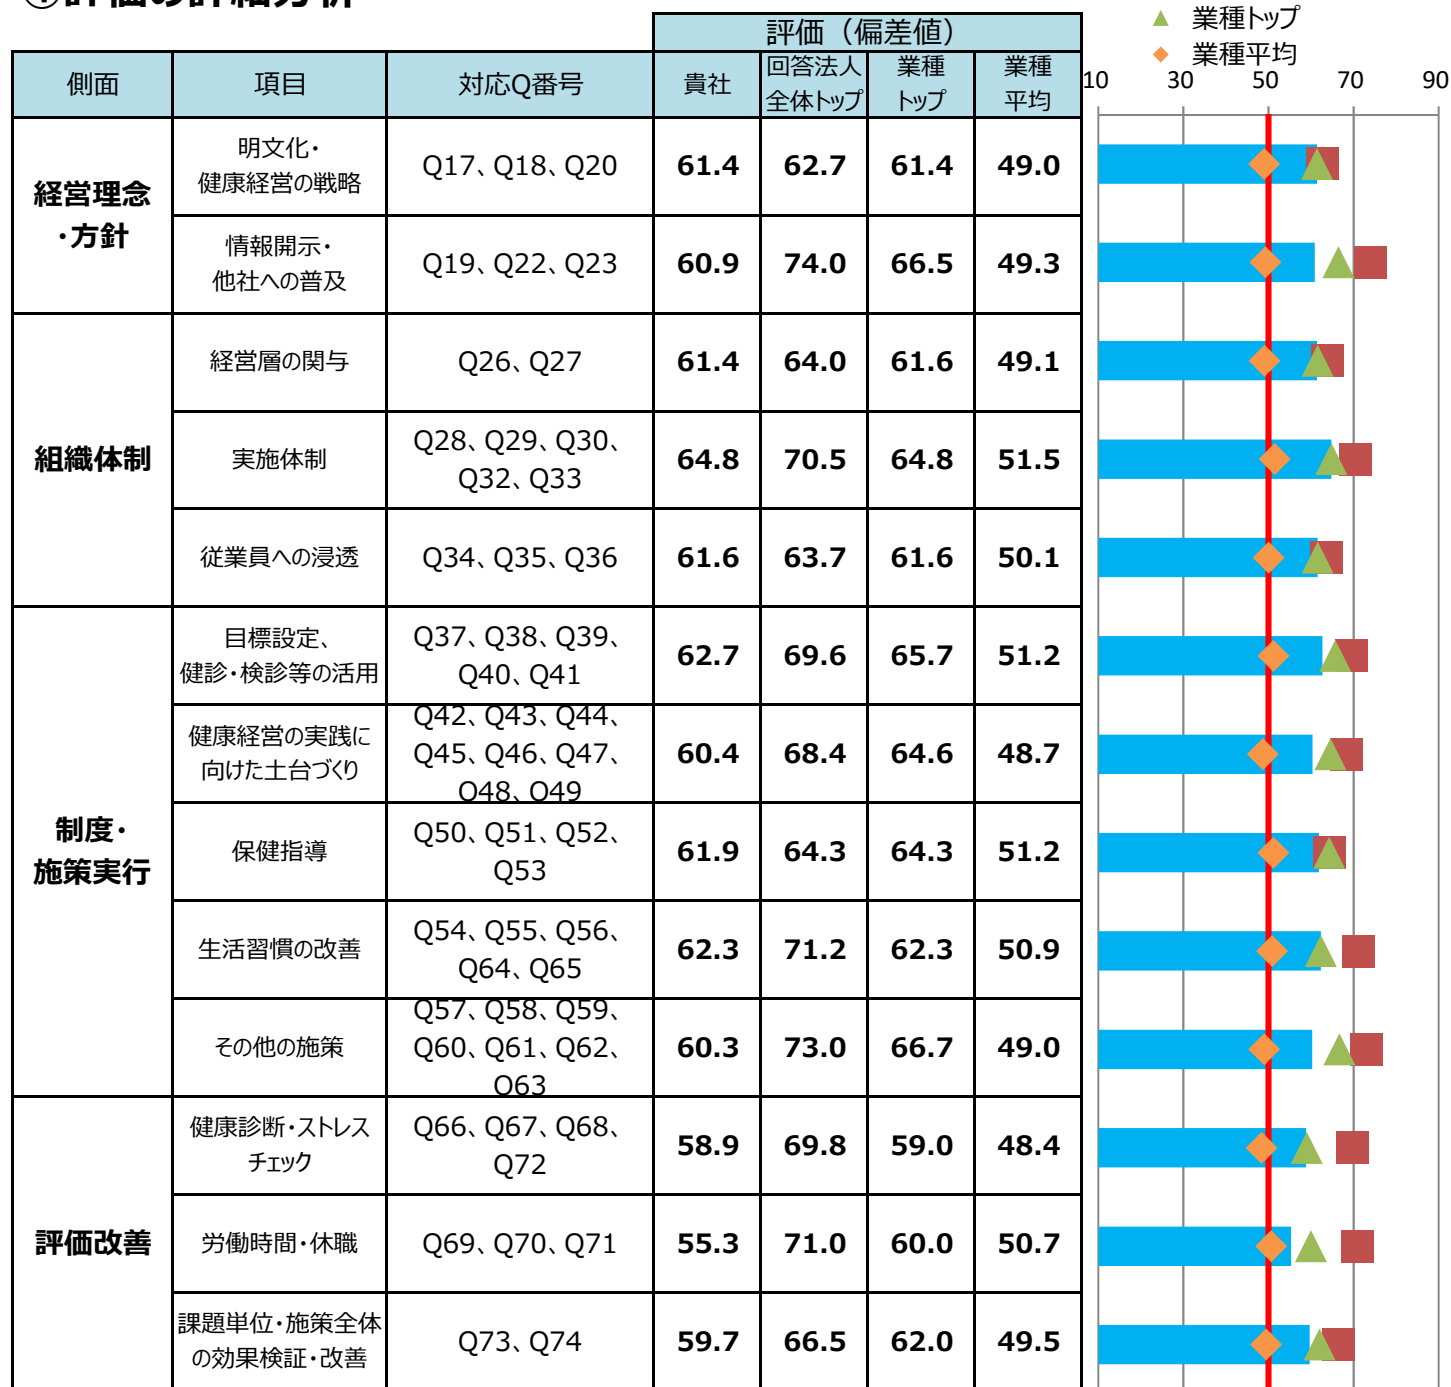 ①評価の詳細分析
▲ 業種トップ
◆ 業種平均
評価（偏差値）
側面 項目 対応Q番号 貴社 回答法人全体トップ 業種トップ 業種平均
10 30 50 70 90
経営理念・方針
明文化・健康経営の戦略 Q17、Q18、Q20 61.4 62.7 61.4 49.0
情報開示・他社への普及 Q19、Q22、Q23 60.9 74.0 66.5 49.3
組織体制
経営層の関与 Q26、Q27 61.4 64.0 61.6 49.1
実施体制 Q28、Q29、Q30、Q32、Q33 64.8 70.5 64.8 51.5
従業員への浸透 Q34、Q35、Q36 61.6 63.7 61.6 50.1
制度・施策実行
目標設定、健診・検診等の活用 Q37、Q38、Q39、Q40、Q41 62.7 69.6 65.7 51.2
健康経営の実践に向けた土台づくり Q42、Q43、Q44、Q45、Q46、Q47、Q48、Q49 60.4 68.4 64.6 48.7
保健指導 Q50、Q51、Q52、Q53 61.9 64.3 64.3 51.2
生活習慣の改善 Q54、Q55、Q56、Q64、Q65 62.3 71.2 62.3 50.9
その他の施策 Q57、Q58、Q59、Q60、Q61、Q62、Q63 60.3 73.0 66.7 49.0
評価改善
健康診断・ストレスチェック Q66、Q67、Q68、Q72 58.9 69.8 59.0 48.4
労働時間・休職 Q69、Q70、Q71 55.3 71.0 60.0 50.7
課題単位・施策全体の効果検証・改善 Q73、Q74 59.7 66.5 62.0 49.5